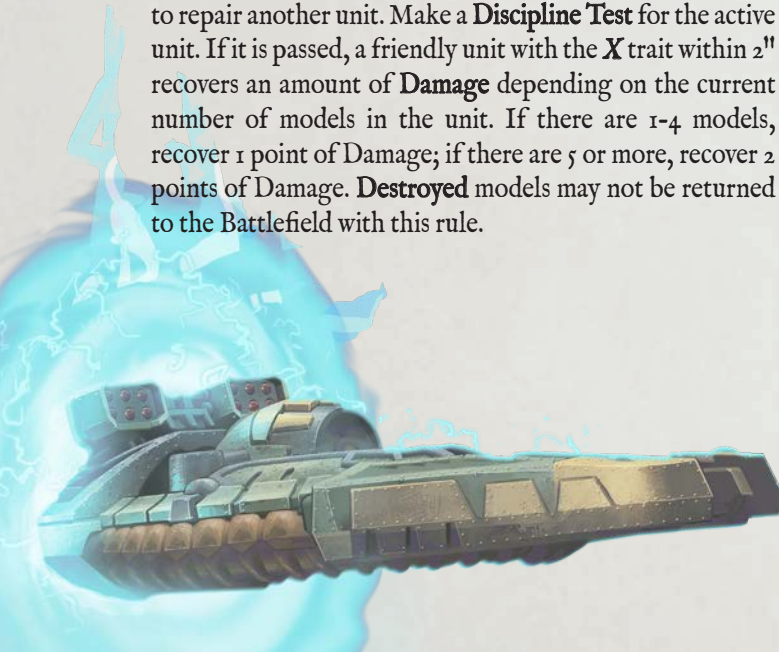 to repair another unit. Make a Discipline Test for the active
unit. If it is passed, a friendly unit with the X trait within 2"
recovers an amount of Damage depending on the current
number of models in the unit. If there are 1-4 models,
recover 1 point of Damage; if there are 5 or more, recover 2
points of Damage. Destroyed models may not be returned
to the Battlefield with this rule.